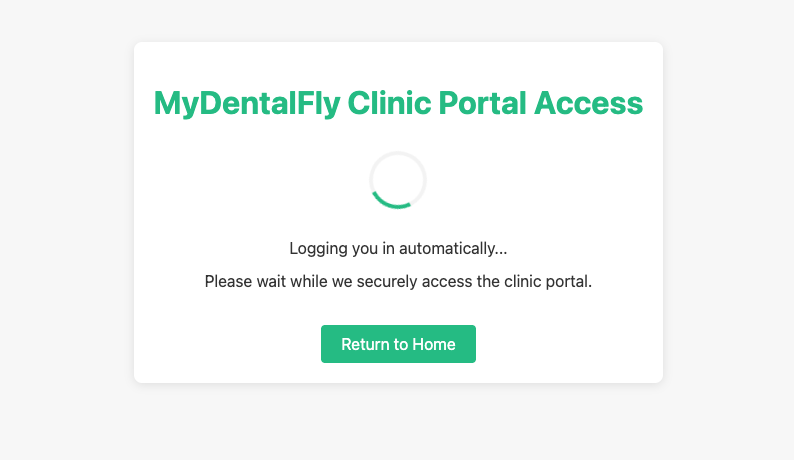 MyDentalFly Clinic Portal Access
Logging you in automatically...
Please wait while we securely access the clinic portal.
Return to Home